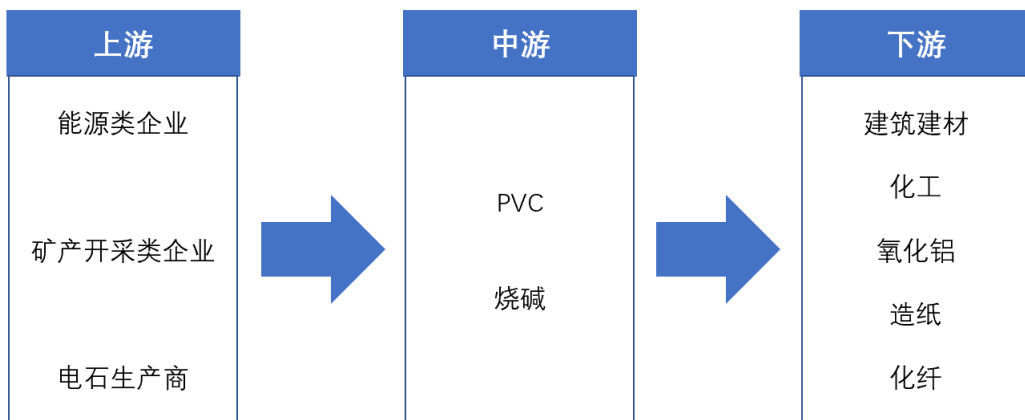 上游
能源类企业
矿产开采类企业
电石生产商
中游
PVC
烧碱
下游
建筑建材
化工
氧化铝
造纸
化纤